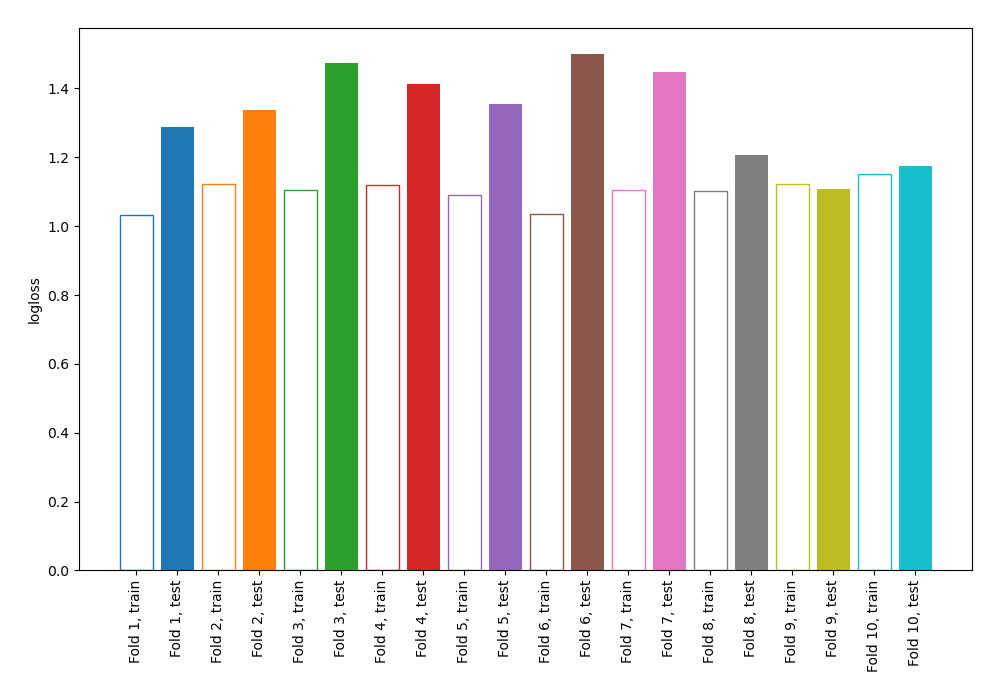 logloss
1.4
1.2
1.0
0.8
0.6
0.4
0.2
0.0
Fold 1, train
Fold 1, test
Fold 2, train
Fold 2, test
Fold 3, train
Fold 3, test
Fold 4, train
Fold 4, test
Fold 5, train
Fold 5, test
Fold 6, train
Fold 6, test
Fold 7, train
Fold 7, test
Fold 8, train
Fold 8, test
Fold 9, train
Fold 9, test
Fold 10, train
Fold 10, test